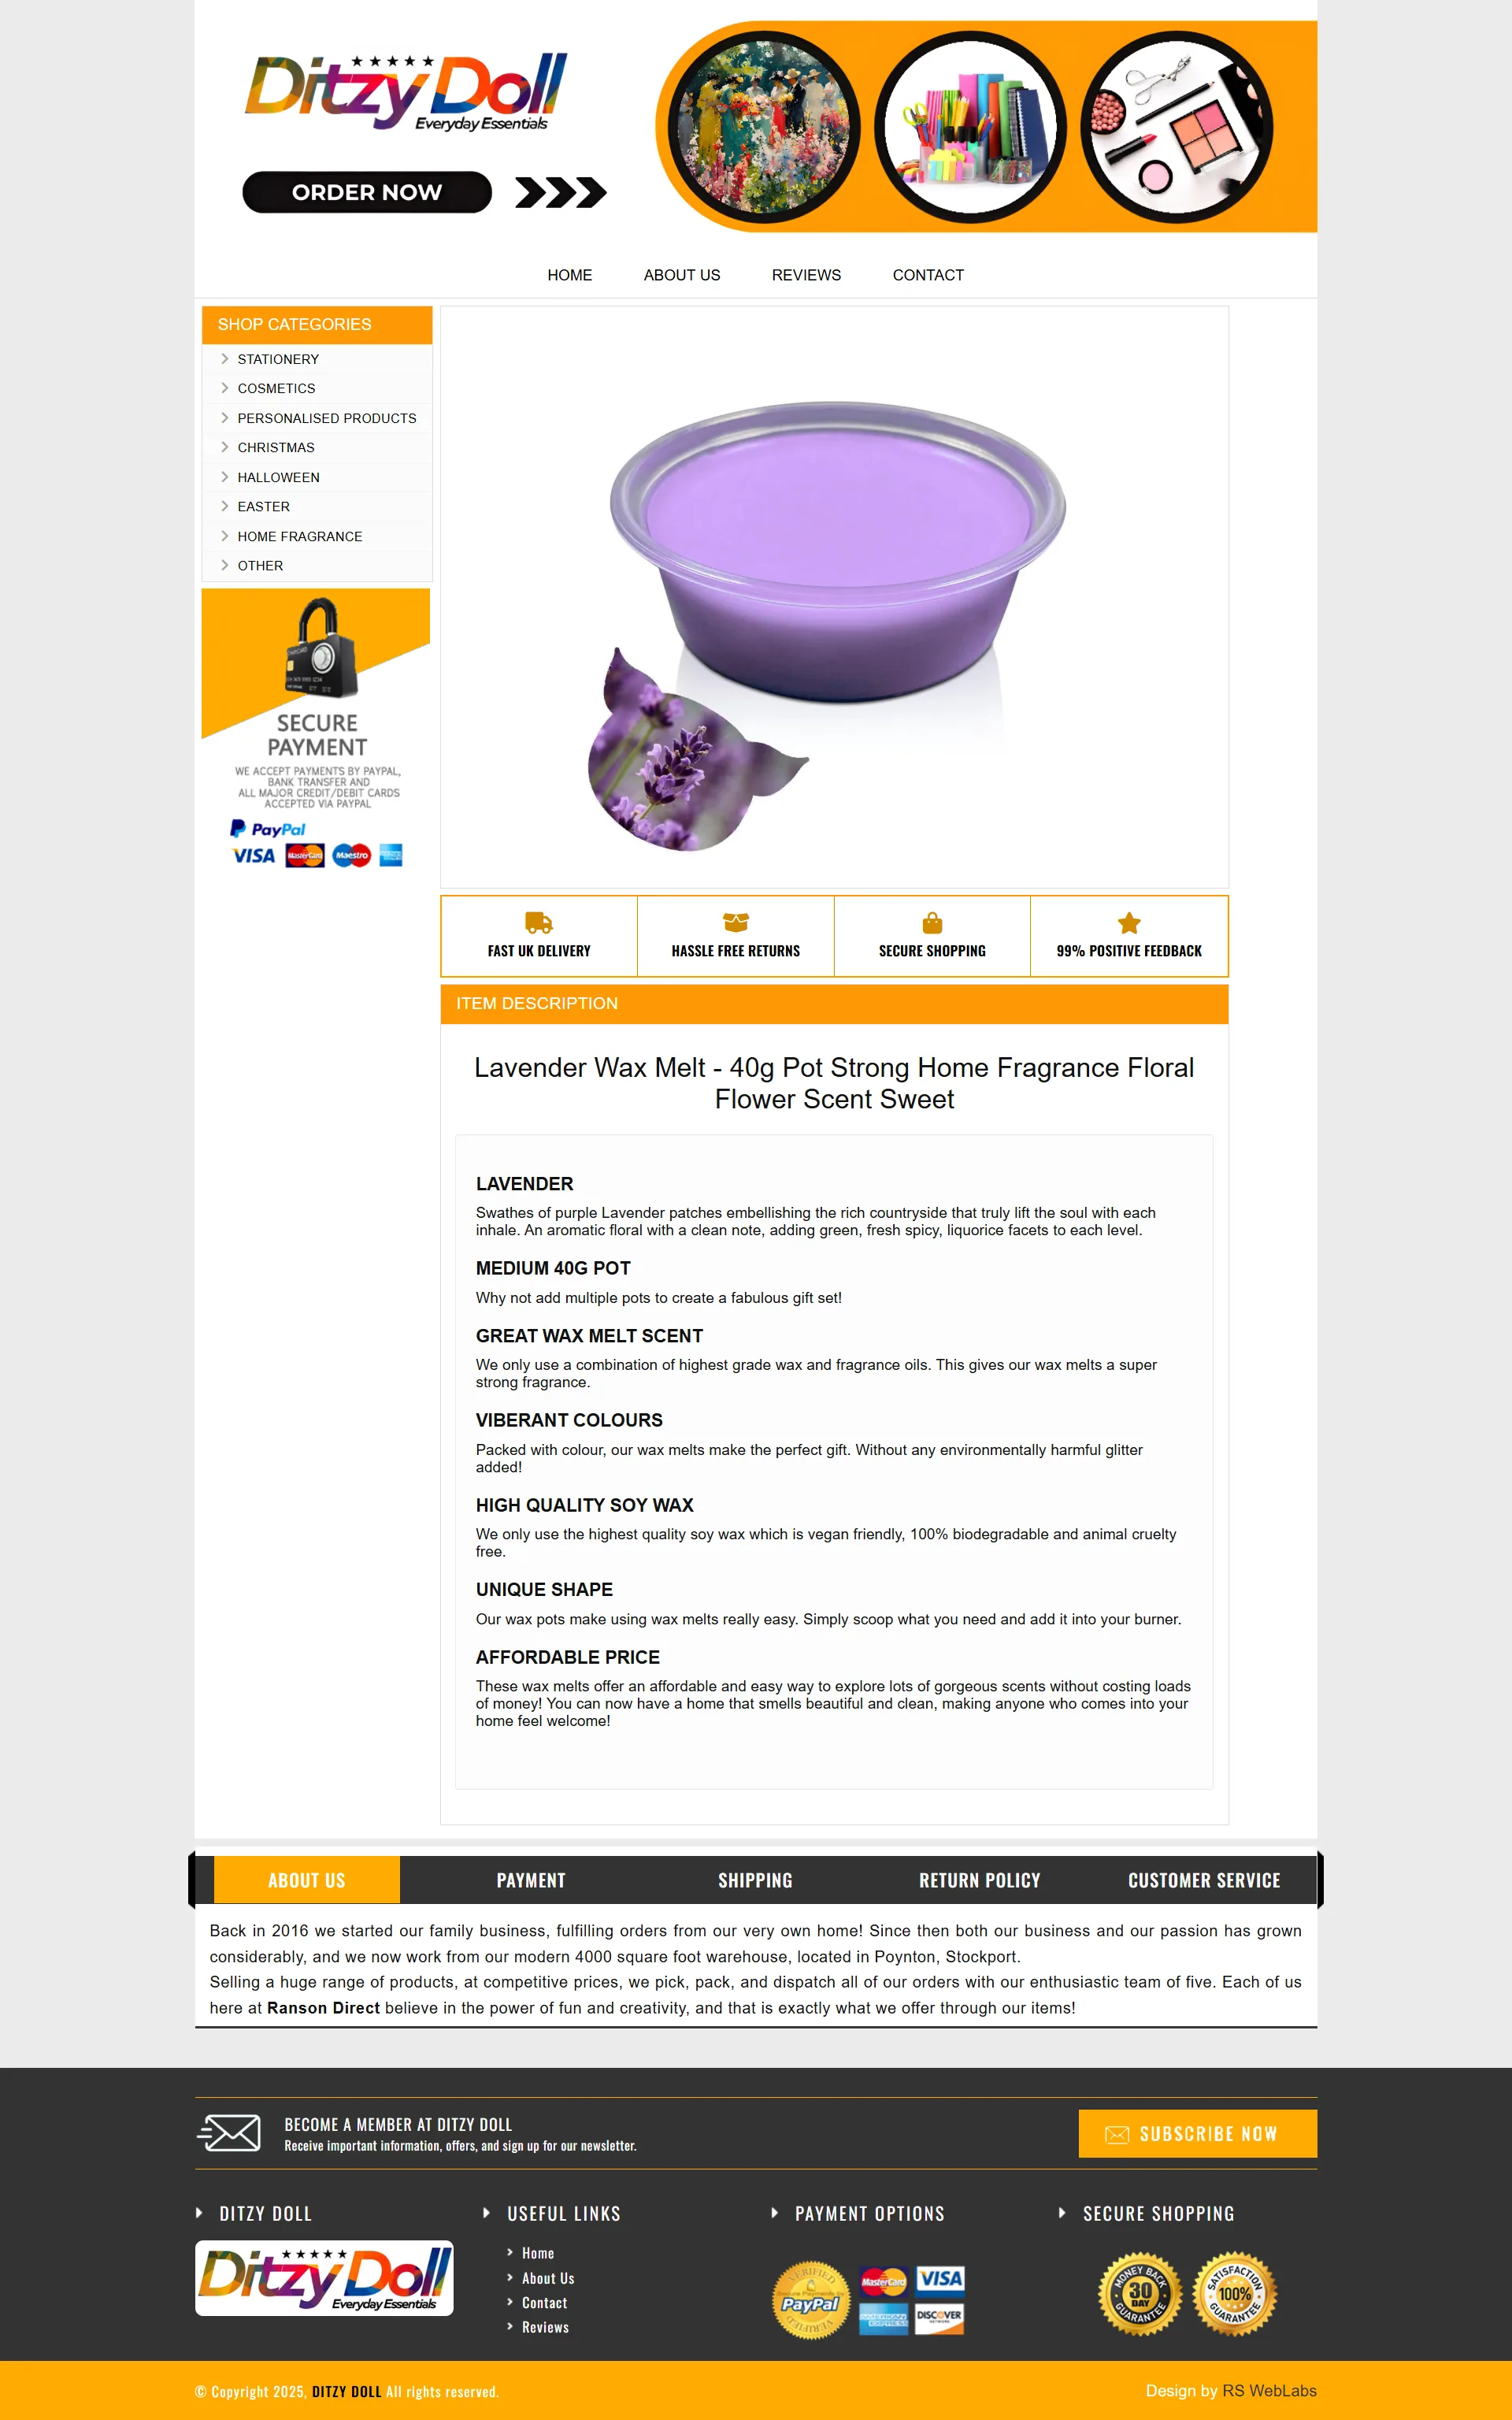 Ditzy Doll
Everyday Essentials
ORDER NOW
HOME
ABOUT US
REVIEWS
CONTACT
SHOP CATEGORIES
STATIONERY
COSMETICS
PERSONALISED PRODUCTS
CHRISTMAS
HALLOWEEN
EASTER
HOME FRAGRANCE
OTHER
SECURE
PAYMENT
WE ACCEPT PAYMENTS BY PAYPAL,
BANK TRANSFER AND
ALL MAJOR CREDIT/DEBIT CARDS
ACCEPTED VIA PAYPAL
PayPal
VISA
MasterCard
Maestro
FAST UK DELIVERY
HASSLE FREE RETURNS
SECURE SHOPPING
99% POSITIVE FEEDBACK
ITEM DESCRIPTION
Lavender Wax Melt - 40g Pot Strong Home Fragrance Floral
Flower Scent Sweet
LAVENDER
Swathes of purple Lavender patches embellishing the rich countryside that truly lift the soul with each
inhale. An aromatic floral with a clean note, adding green, fresh spicy, liquorice facets to each level.
MEDIUM 40G POT
Why not add multiple pots to create a fabulous gift set!
GREAT WAX MELT SCENT
We only use a combination of highest grade wax and fragrance oils. This gives our wax melts a super
strong fragrance.
VIBERANT COLOURS
Packed with colour, our wax melts make the perfect gift. Without any environmentally harmful glitter
added!
HIGH QUALITY SOY WAX
We only use the highest quality soy wax which is vegan friendly, 100% biodegradable and animal cruelty
free.
UNIQUE SHAPE
Our wax pots make using wax melts really easy. Simply scoop what you need and add it into your burner.
AFFORDABLE PRICE
These wax melts offer an affordable and easy way to explore lots of gorgeous scents without costing loads
of money! You can now have a home that smells beautiful and clean, making anyone who comes into your
home feel welcome!
ABOUT US
PAYMENT
SHIPPING
RETURN POLICY
CUSTOMER SERVICE
Back in 2016 we started our family business, fulfilling orders from our very own home! Since then both our business and our passion has grown
considerably, and we now work from our modern 4000 square foot warehouse, located in Poynton, Stockport.
Selling a huge range of products, at competitive prices, we pick, pack, and dispatch all of our orders with our enthusiastic team of five. Each of us
here at Ranson Direct believe in the power of fun and creativity, and that is exactly what we offer through our items!
BECOME A MEMBER AT DITZY DOLL
Receive important information, offers, and sign up for our newsletter.
SUBSCRIBE NOW
DITZY DOLL
Ditzy Doll
Everyday Essentials
USEFUL LINKS
Home
About Us
Contact
Reviews
PAYMENT OPTIONS
VERIFIED
PayPal
VERIFIED
MasterCard
VISA
AMERICAN EXPRESS
DISCOVER
SECURE SHOPPING
MONEY BACK
30
DAY
GUARANTEE
SATISFACTION
100%
GUARANTEE
© Copyright 2025, DITZY DOLL All rights reserved.
Design by RS WebLabs